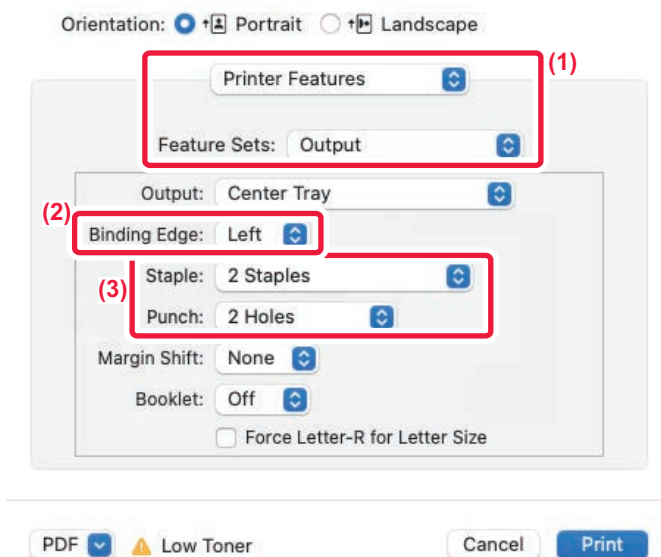 Orientation: Portrait Landscape
(1)
Printer Features
Feature Sets: Output
Output: Center Tray
(2)
Binding Edge: Left
Staple: 2 Staples
(3)
Punch: 2 Holes
Margin Shift: None
Booklet: Off
Force Letter-R for Letter Size
PDF Low Toner Cancel Print